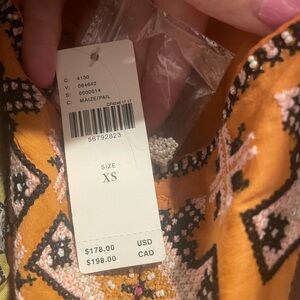 C: 4130
V: 064642
S: 0000014
C: MAIZE/PAIL
56792823
SIZE
XS
$178.00 USD
$198.00 CAD